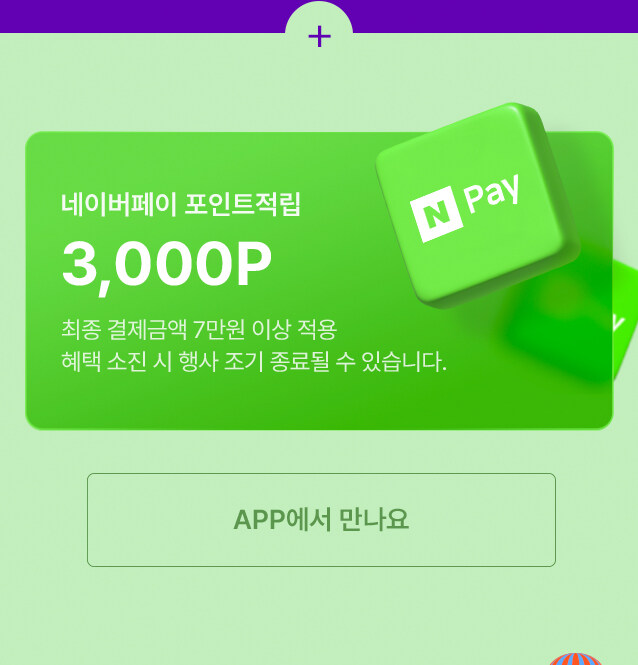 +
네이버페이 포인트적립
N Pay
3,000P
최종 결제금액 7만원 이상 적용
혜택 소진 시 행사 조기 종료될 수 있습니다.
y
APP에서 만나요